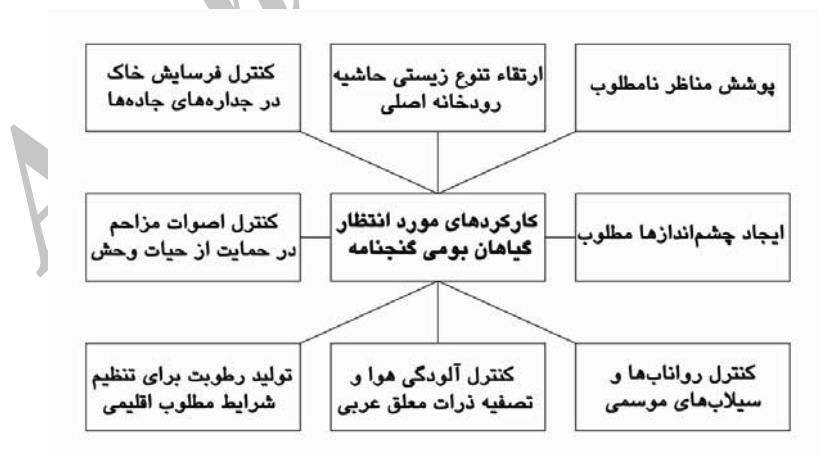 پوشش مناظر نامطلوب
ارتقاء تنوع زیستی حاشیه
رودخانه اصلی
کنترل فرسایش خاک
در جداره‌های جاده‌ها
ایجاد چشم‌اندازها مطلوب
کارکردهای مورد انتظار
گیاهان بومی گنجنامه
کنترل اصوات مزاحم
در حمایت از حیات وحش
کنترل رواناب‌ها و
سیلاب‌های موسمی
کنترل آلودگی هوا و
تصفیه ذرات معلق عربی
تولید رطوبت برای تنظیم
شرایط مطلوب اقلیمی